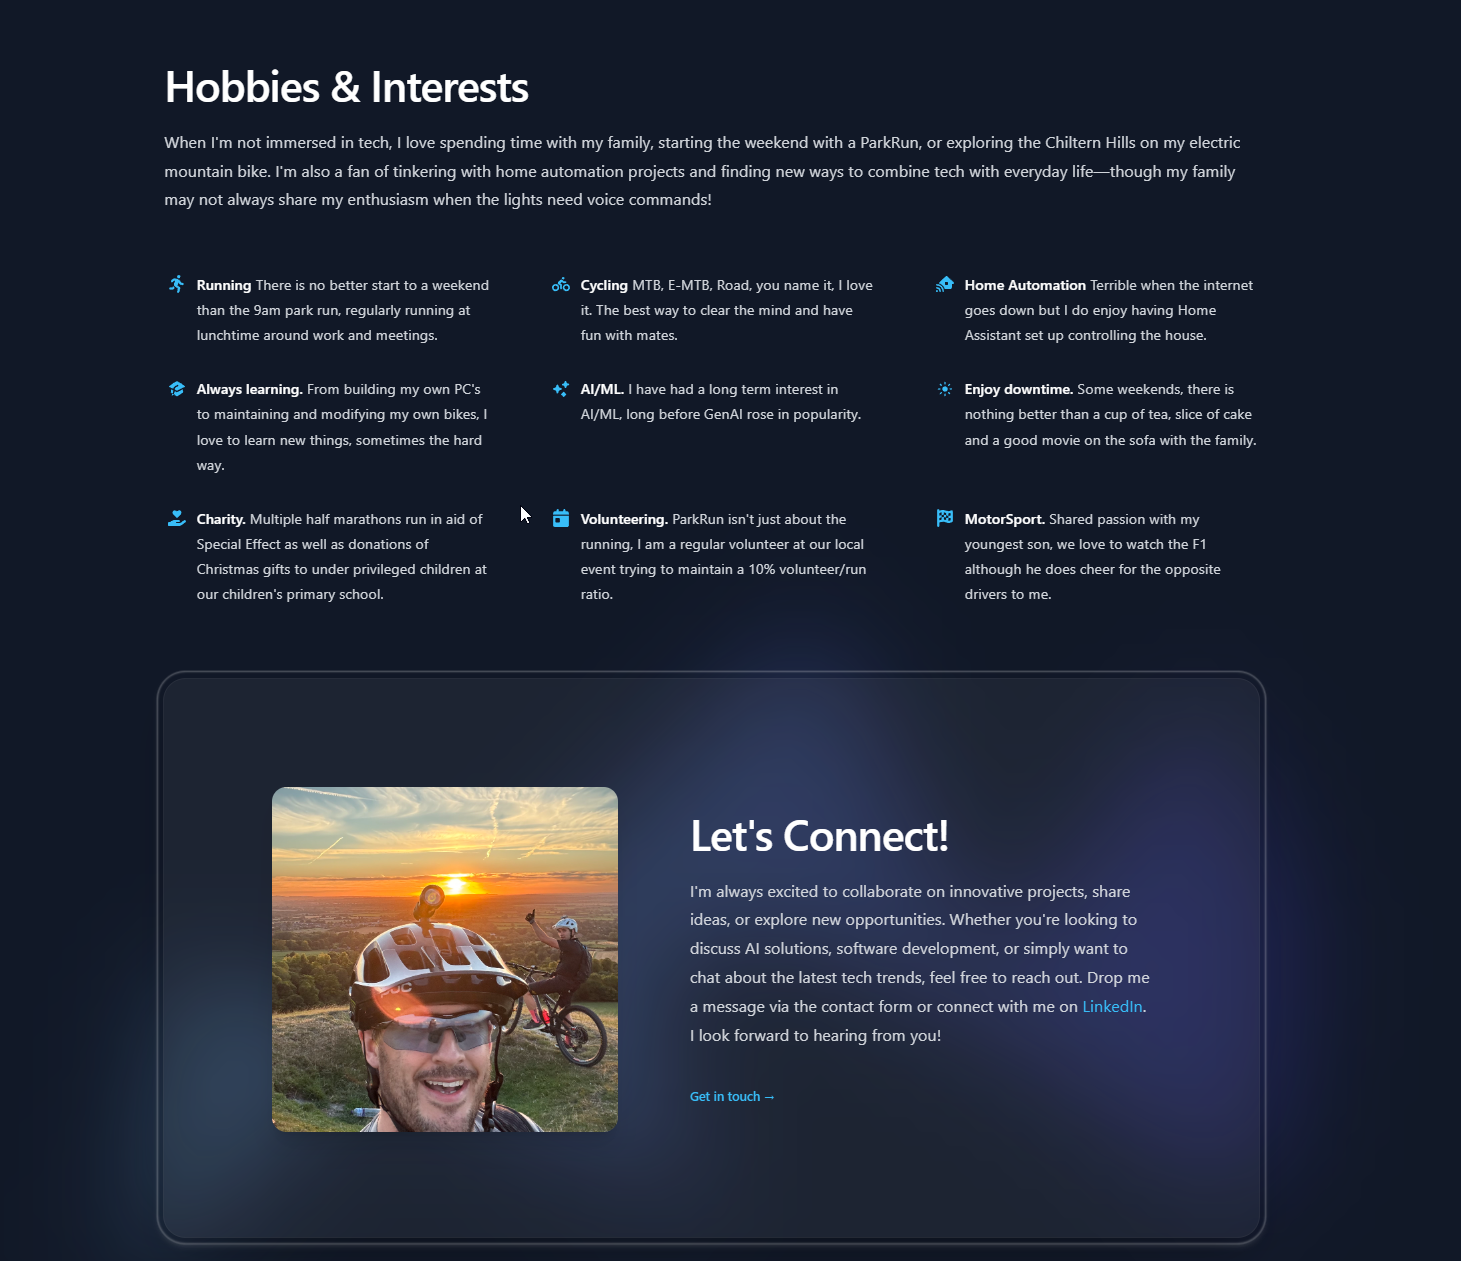 Hobbies & Interests
When I'm not immersed in tech, I love spending time with my family, starting the weekend with a ParkRun, or exploring the Chiltern Hills on my electric
mountain bike. I'm also a fan of tinkering with home automation projects and finding new ways to combine tech with everyday life—though my family
may not always share my enthusiasm when the lights need voice commands!
Running There is no better start to a weekend
than the 9am park run, regularly running at
lunchtime around work and meetings.
Cycling MTB, E-MTB, Road, you name it, I love
it. The best way to clear the mind and have
fun with mates.
Home Automation Terrible when the internet
goes down but I do enjoy having Home
Assistant set up controlling the house.
Always learning. From building my own PC's
to maintaining and modifying my own bikes, I
love to learn new things, sometimes the hard
way.
AI/ML. I have had a long term interest in
AI/ML, long before GenAI rose in popularity.
Enjoy downtime. Some weekends, there is
nothing better than a cup of tea, slice of cake
and a good movie on the sofa with the family.
Charity. Multiple half marathons run in aid of
Special Effect as well as donations of
Christmas gifts to under privileged children at
our children's primary school.
Volunteering. ParkRun isn't just about the
running, I am a regular volunteer at our local
event trying to maintain a 10% volunteer/run
ratio.
MotorSport. Shared passion with my
youngest son, we love to watch the F1
although he does cheer for the opposite
drivers to me.
POC
Let's Connect!
I'm always excited to collaborate on innovative projects, share
ideas, or explore new opportunities. Whether you're looking to
discuss AI solutions, software development, or simply want to
chat about the latest tech trends, feel free to reach out. Drop me
a message via the contact form or connect with me on LinkedIn.
I look forward to hearing from you!
Get in touch →